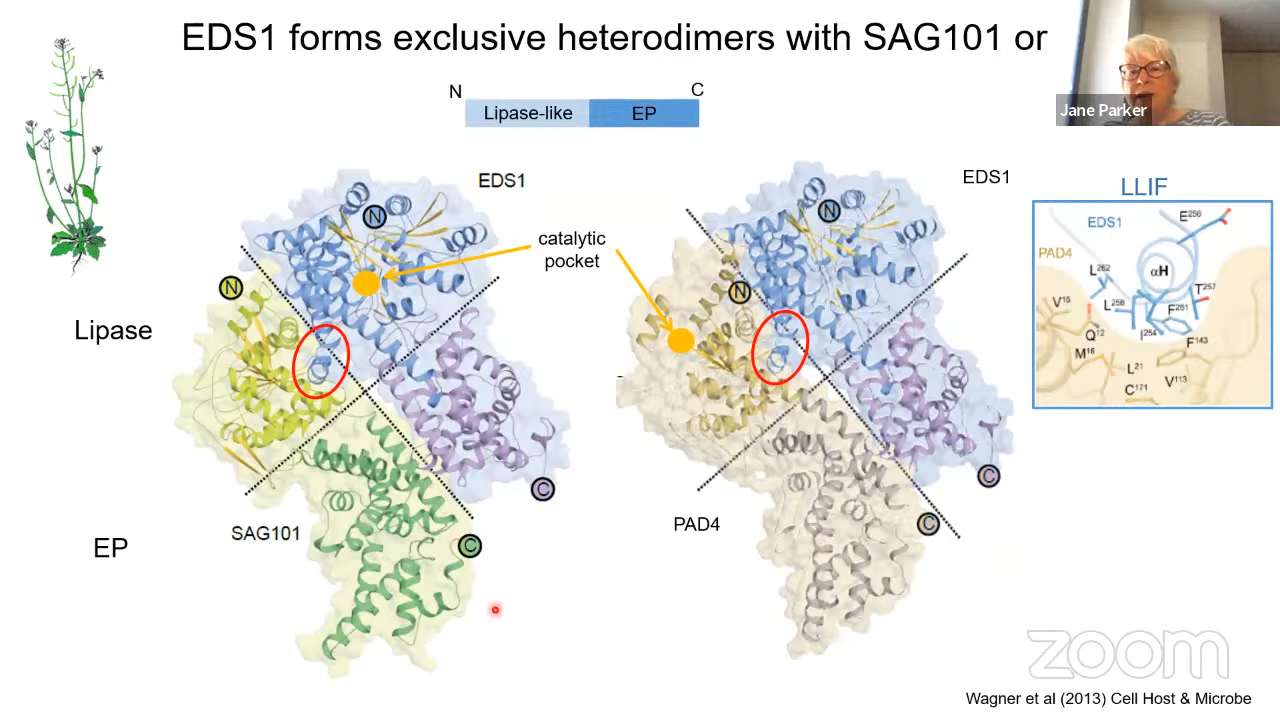 EDS1 forms exclusive heterodimers with SAG101 or
Jane Parker
N
C
Lipase-like
EP
EDS1
EDS1
catalytic
pocket
N
N
N
N
Lipase
EP
SAG101
PAD4
C
C
C
C
LLIF
EDS1
PAD4
E256
αH
L262
T257
V15
L258
F261
Q12
I254
F143
M16
L21
V113
C171
zoom
Wagner et al (2013) Cell Host & Microbe